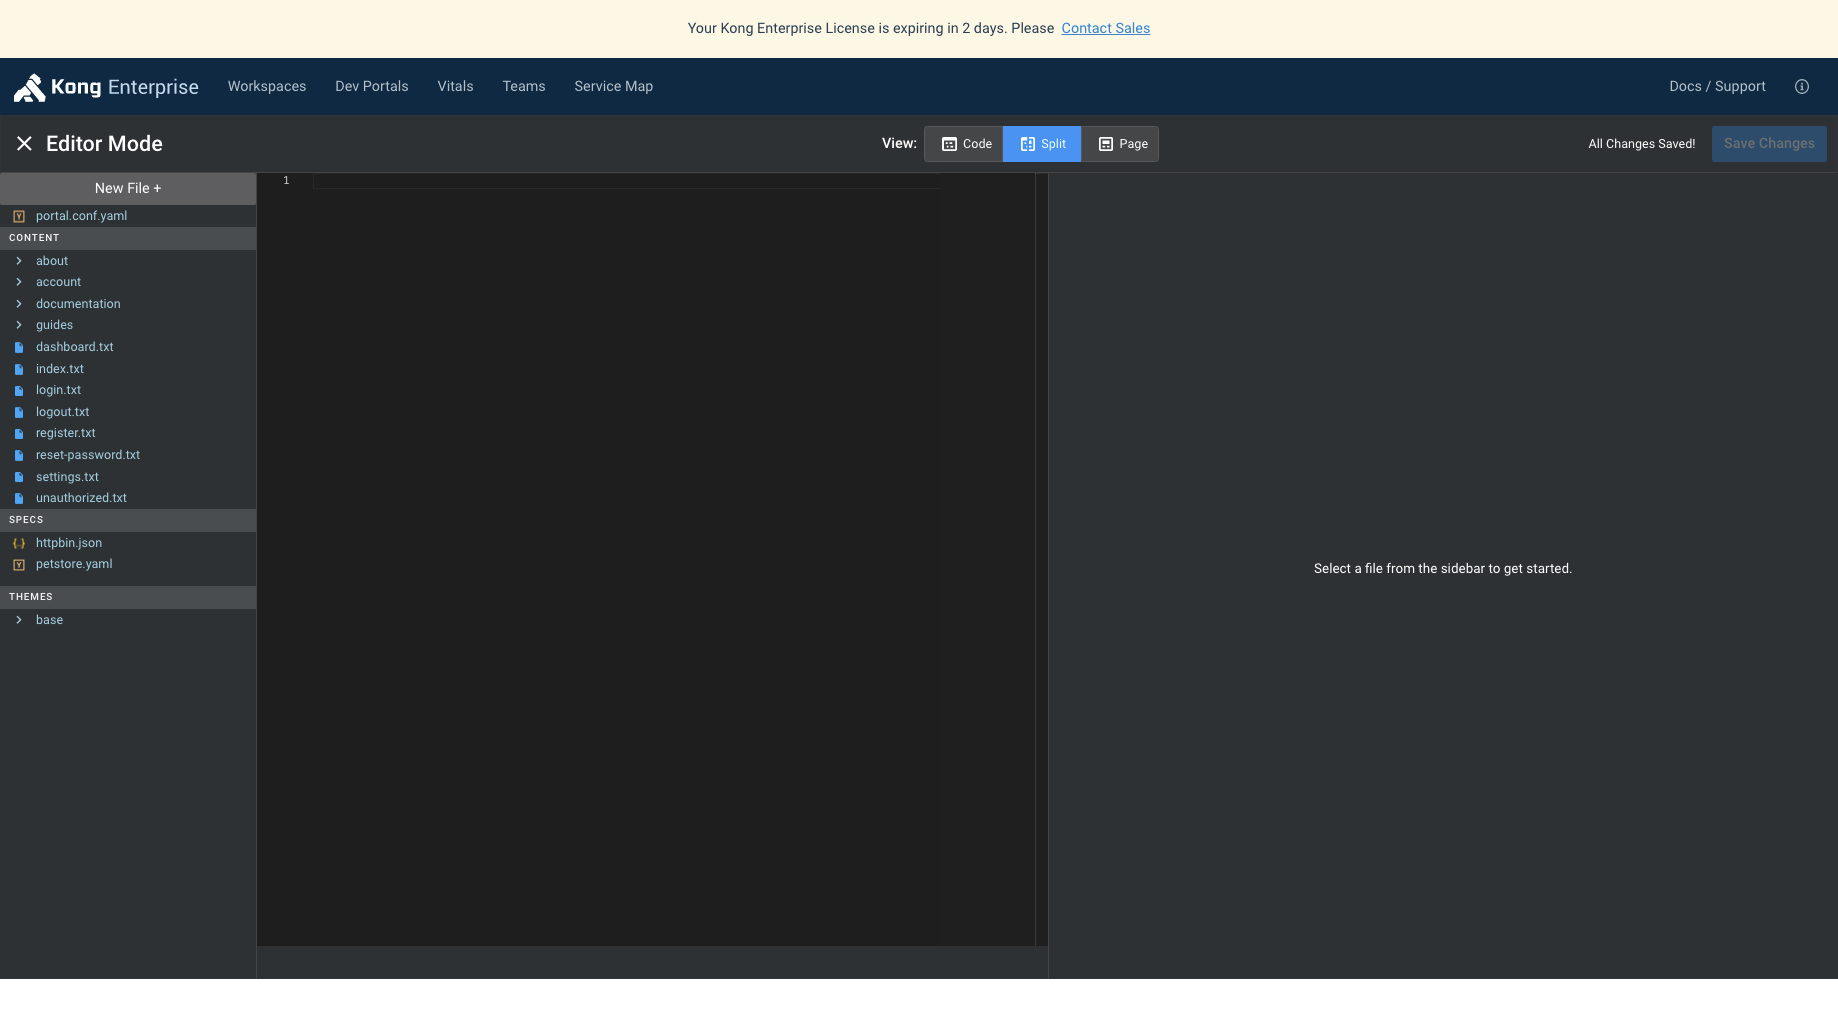 Your Kong Enterprise License is expiring in 2 days. Please Contact Sales
Kong Enterprise Workspaces Dev Portals Vitals Teams Service Map Docs / Support
Editor Mode View: Code Split Page All Changes Saved! Save Changes
New File +
1
portal.conf.yaml
CONTENT
about
account
documentation
guides
dashboard.txt
index.txt
login.txt
logout.txt
register.txt
reset-password.txt
settings.txt
unauthorized.txt
SPECS
httpbin.json
petstore.yaml
THEMES
base
Select a file from the sidebar to get started.